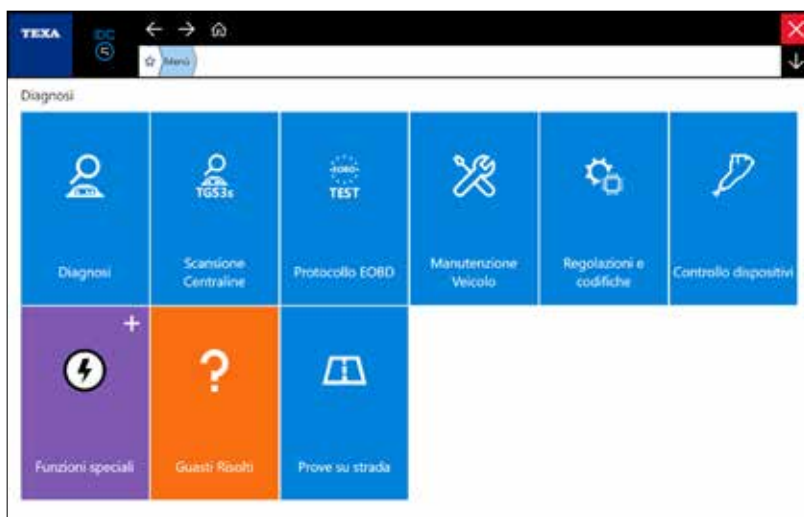 TEXA
IDC
5
Menù
Diagnosi
Diagnosi
TGS3s
Scansione
Centraline
EOBD
TEST
Protocollo EOBD
Manutenzione
Veicolo
Regolazioni e
codifiche
Controllo dispositivi
Funzioni speciali
?
Guasti Risolti
Prove su strada